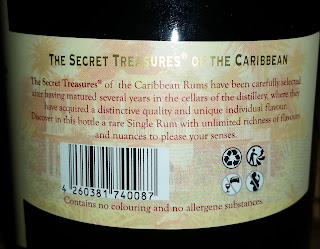 THE SECRET TREASURES® OF THE CARIBBEAN
The Secret Treasures® of the Caribbean Rums have been carefully selected
after having matured several years in the cellars of the distillery, where they
have acquired a distinctive quality and unique individual flavour.
Discover in this bottle a rare Single Rum with unlimited richness of flavours
and nuances to please your senses.
4 260381 740087
Contains no colouring and no allergene substances.